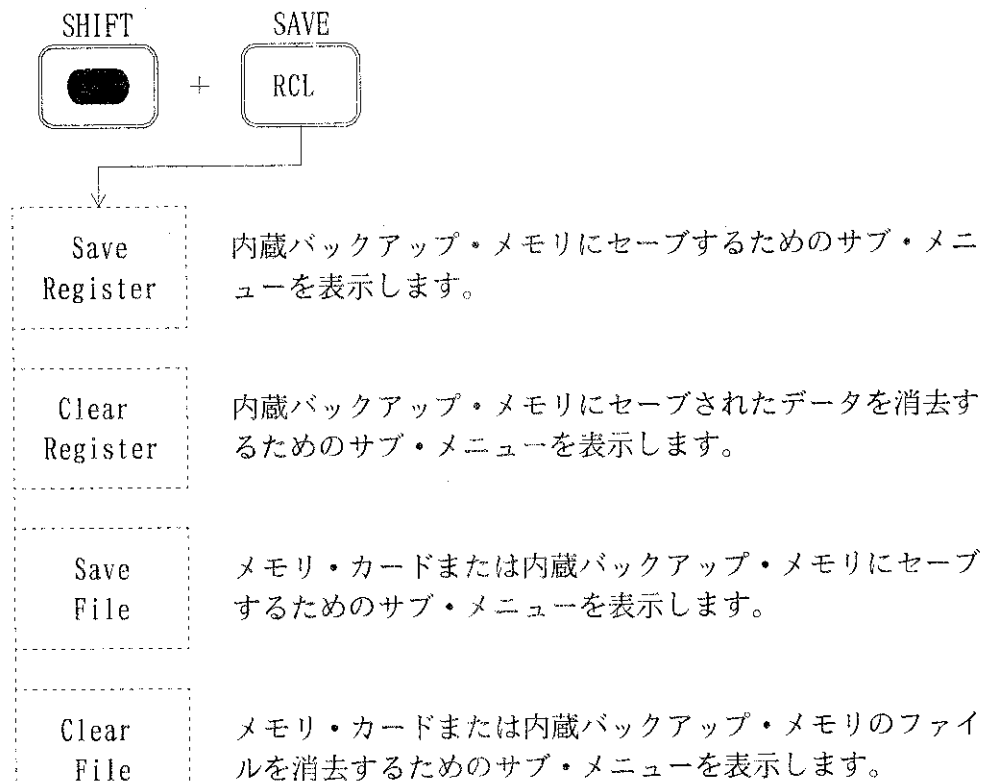 SHIFT SAVE
+ RCL
Save
Register
内蔵バックアップ・メモリにセーブするためのサブ・メニ
ューを表示します。
Clear
Register
内蔵バックアップ・メモリにセーブされたデータを消去す
るためのサブ・メニューを表示します。
Save
File
メモリ・カードまたは内蔵バックアップ・メモリにセーブ
するためのサブ・メニューを表示します。
Clear
File
メモリ・カードまたは内蔵バックアップ・メモリのファイ
ルを消去するためのサブ・メニューを表示します。